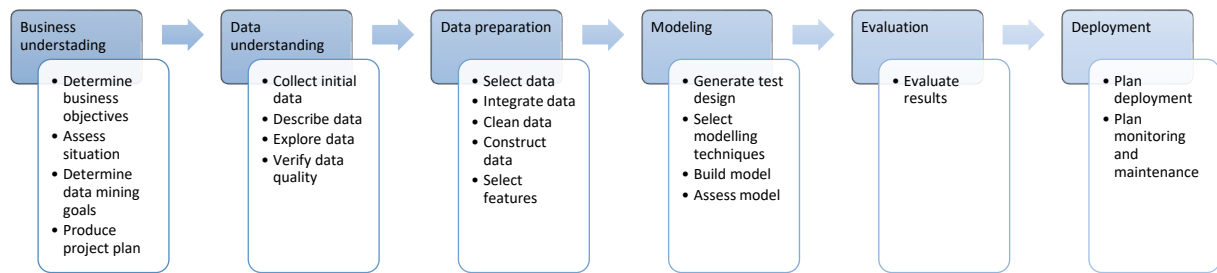 Business
understading
• Determine
business
objectives
• Assess
situation
• Determine
data mining
goals
• Produce
project plan
Data
understanding
• Collect initial
data
• Describe data
• Explore data
• Verify data
quality
Data preparation
• Select data
• Integrate data
• Clean data
• Construct
data
• Select
features
Modeling
• Generate test
design
• Select
modelling
techniques
• Build model
• Assess model
Evaluation
• Evaluate
results
Deployment
• Plan
deployment
• Plan
monitoring
and
maintenance